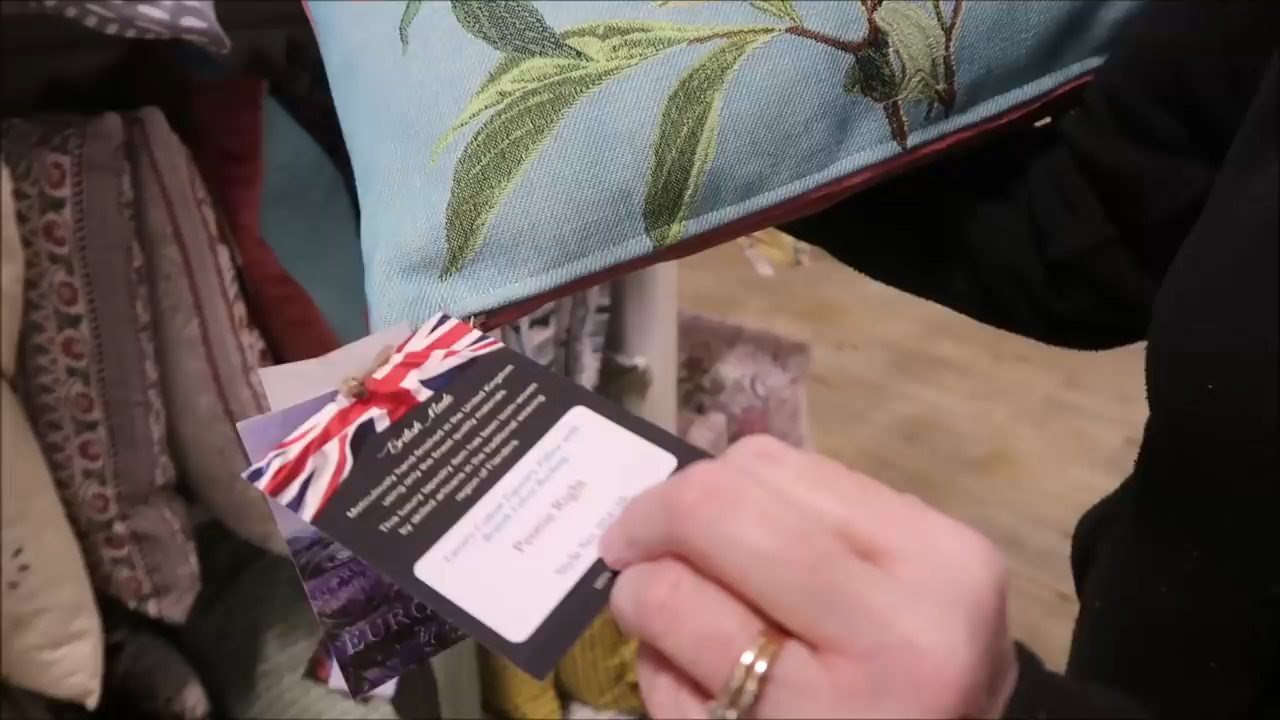 British Made
Meticulously hand finished in the United Kingdom
using only the finest quality materials
This luxury tapestry item has been
by skilled artisans in the traditional weaving
region of Flanders
Luxury Cotton Tapestry Pillow with
Peonies Right
EURO